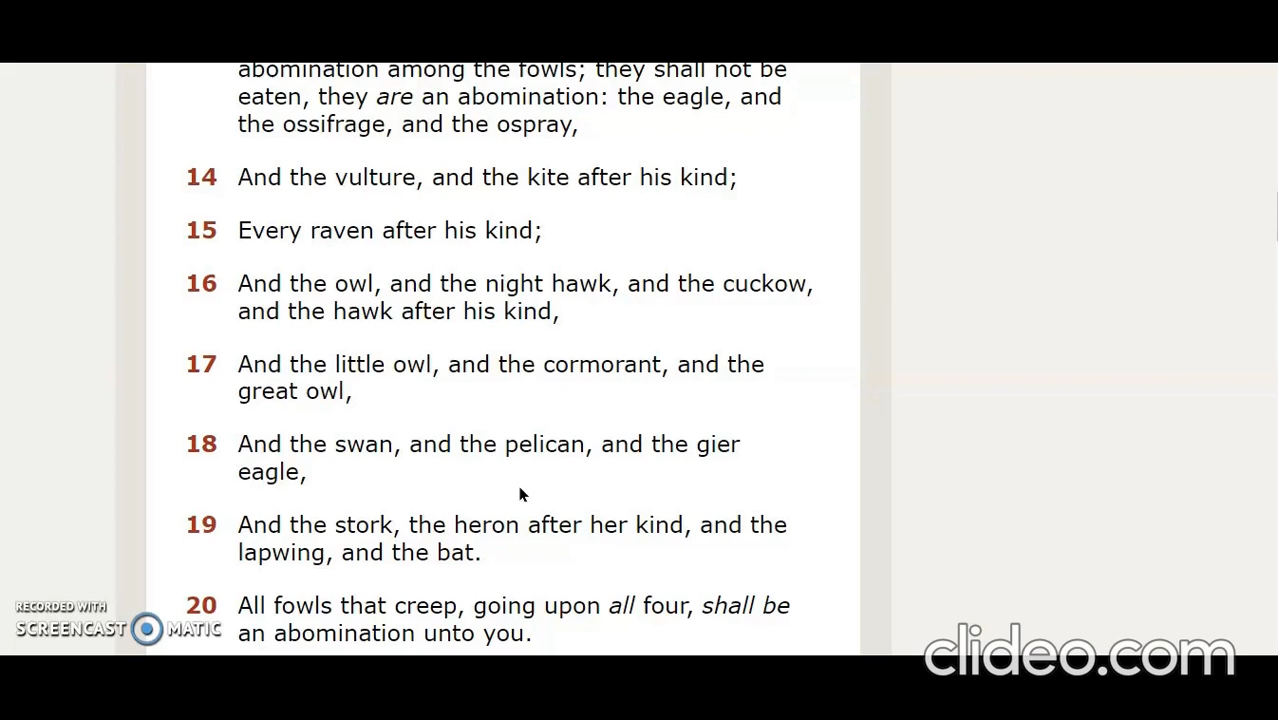 abomination among the fowls; they shall not be
eaten, they are an abomination: the eagle, and
the ossifrage, and the ospray,
14 And the vulture, and the kite after his kind;
15 Every raven after his kind;
16 And the owl, and the night hawk, and the cuckow,
and the hawk after his kind,
17 And the little owl, and the cormorant, and the
great owl,
18 And the swan, and the pelican, and the gier
eagle,
19 And the stork, the heron after her kind, and the
lapwing, and the bat.
20 All fowls that creep, going upon all four, shall be
an abomination unto you.
RECORDED WITH
SCREENCAST MATIC
clideo.com